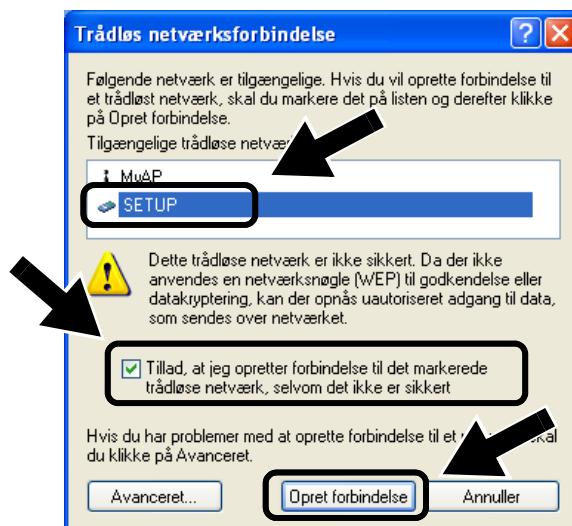 Trådløs netværksforbindelse
Følgende netværk er tilgængelige. Hvis du vil oprette forbindelse til
et trådløst netværk, skal du markere det på listen og derefter klikke
på Opret forbindelse.
Tilgængelige trådløse
MyAP
SETUP
Dette trådløse netværk er ikke sikkert. Da der ikke
anvendes en netværksnøgle (WEP) til godkendelse eller
datakryptering, kan der opnås uautoriseret adgang til data,
som sendes over netværket.
Tillad, at jeg opretter forbindelse til det markerede
trådløse netværk, selvom det ikke er sikkert
Hvis du har problemer med at oprette forbindelse til et skal
du klikke på Avanceret.
Avanceret... Opret forbindelse Annuller